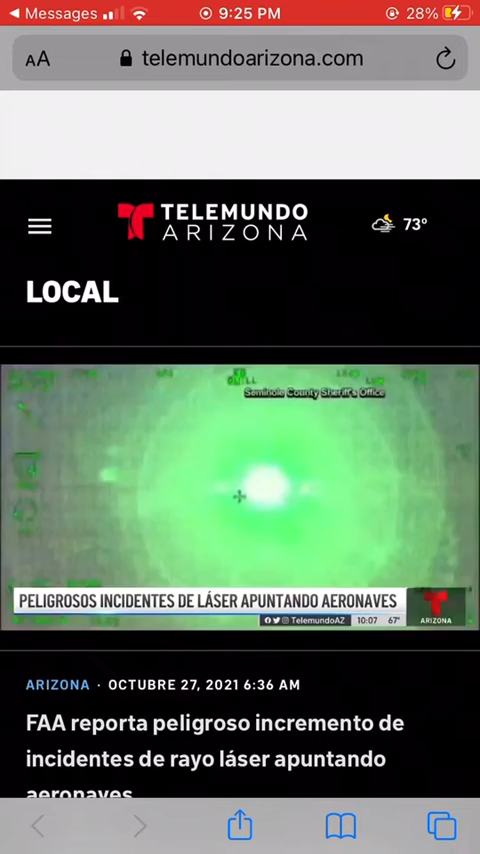 Messages
9:25 PM
28%
AA
telemundoarizona.com
TELEMUNDO
ARIZONA
73°
LOCAL
Seminole County Sheriff's Office
PELIGROSOS INCIDENTES DE LÁSER APUNTANDO AERONAVES
TelemundoAZ
10:07
67°
ARIZONA
ARIZONA · OCTUBRE 27, 2021 6:36 AM
FAA reporta peligroso incremento de
incidentes de rayo láser apuntando
aeronaves